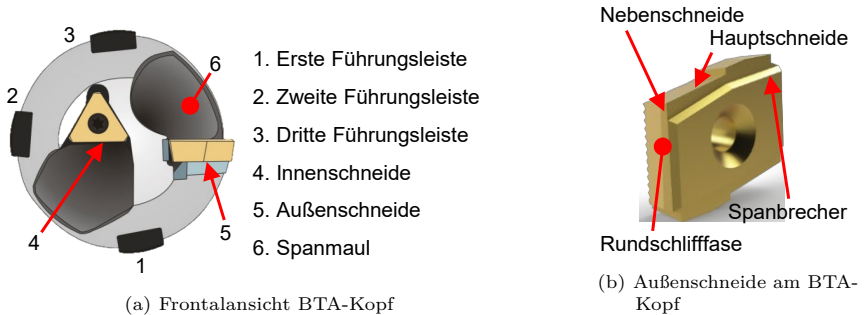 3
6
2
4
5
1
1. Erste Führungsleiste
2. Zweite Führungsleiste
3. Dritte Führungsleiste
4. Innenschneide
5. Außenschneide
6. Spanmaul
(a) Frontalansicht BTA-Kopf
Nebenschneide
Hauptschneide
Spanbrecher
Rundschlifffase
(b) Außenschneide am BTA-
Kopf